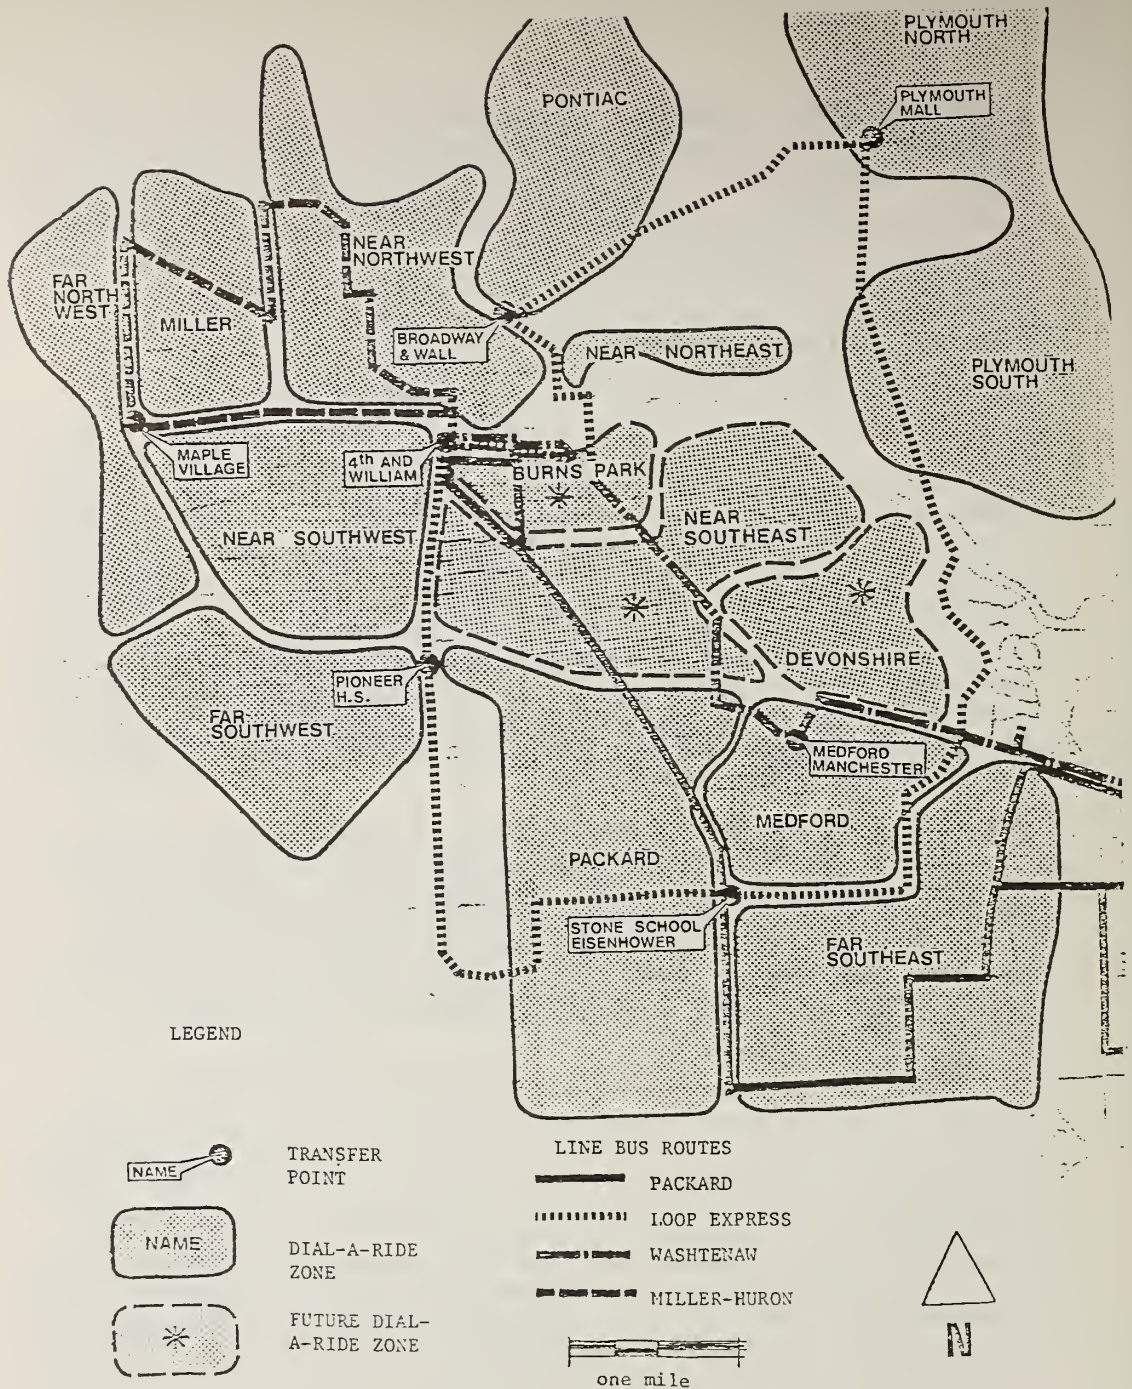 PLYMOUTH
NORTH
PONTIAC
PLYMOUTH
MALL
NEAR
NORTHWEST
FAR
NORTH
WEST
MILLER
BROADWAY
& WALL
NEAR NORTHEAST
PLYMOUTH
SOUTH
MAPLE
VILLAGE
4th AND
WILLIAM
BURNS PARK
NEAR SOUTHWEST
NEAR
SOUTHEAST
DEVONSHIRE
PIONEER
H.S.
FAR
SOUTHWEST
MEDFORD
MANCHESTER
MEDFORD
PACKARD
STONE SCHOOL
EISENHOWER
FAR
SOUTHEAST
LEGEND
NAME
TRANSFER
POINT
NAME
DIAL-A-RIDE
ZONE
FUTURE DIAL-
A-RIDE ZONE
LINE BUS ROUTES
PACKARD
LOOP EXPRESS
WASHTENAW
MILLER-HURON
one mile
N